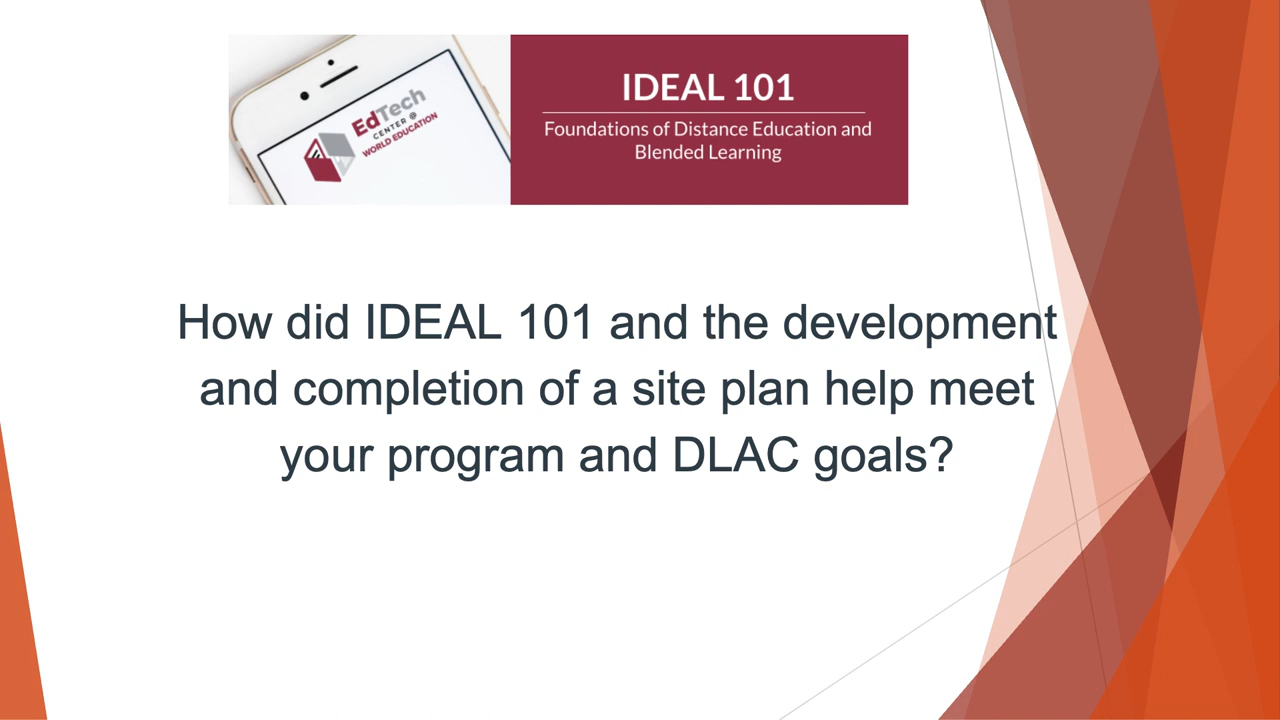 EdTech
CENTER @
WORLD EDUCATION
IDEAL 101
Foundations of Distance Education and
Blended Learning
How did IDEAL 101 and the development
and completion of a site plan help meet
your program and DLAC goals?